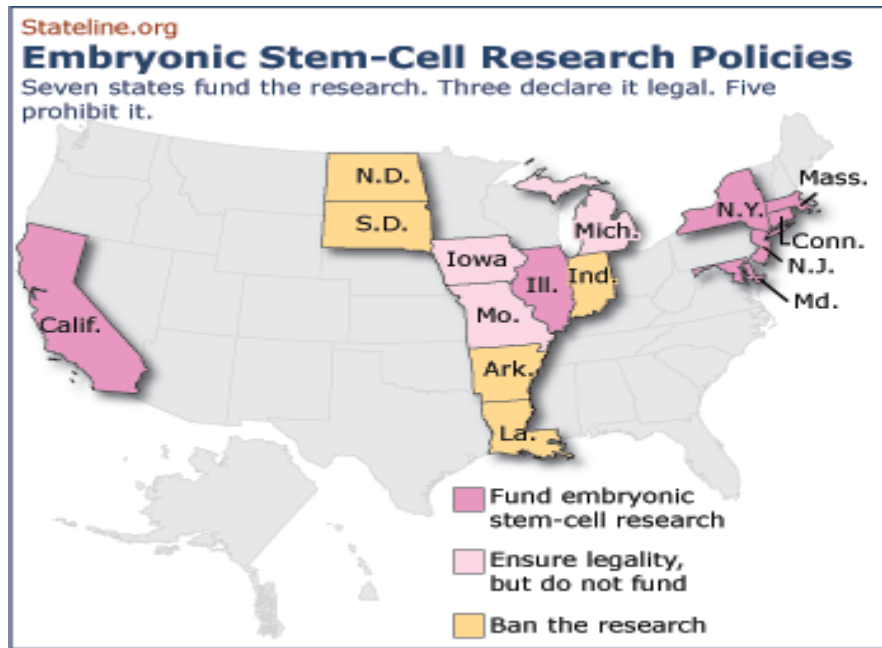 Stateline.org
Embryonic Stem-Cell Research Policies
Seven states fund the research. Three declare it legal. Five
prohibit it.
N.D.
S.D.
Mass.
N.Y.
Mich.
Conn.
Iowa
N.J.
Ill.
Ind.
Md.
Mo.
Calif.
Ark.
La.
Fund embryonic
stem-cell research
Ensure legality,
but do not fund
Ban the research